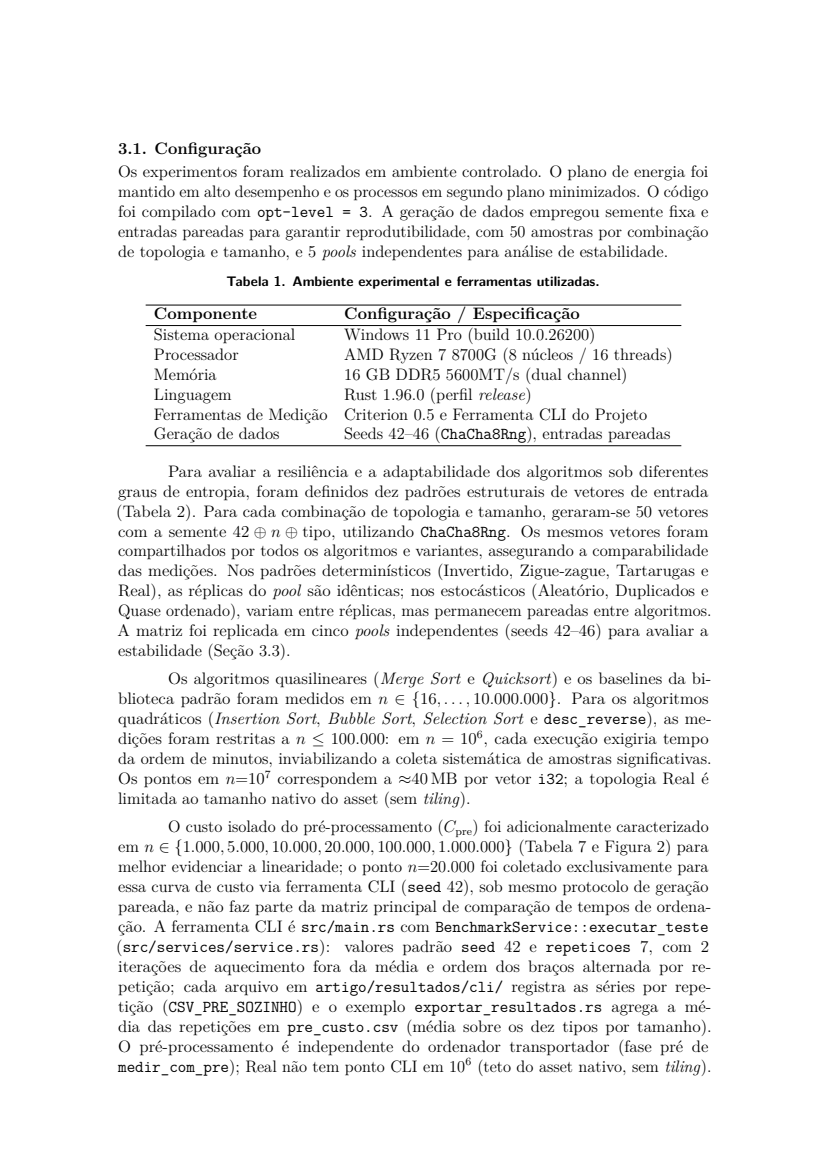 3.1. Configuração
Os experimentos foram realizados em ambiente controlado. O plano de energia foi
mantido em alto desempenho e os processos em segundo plano minimizados. O código
foi compilado com opt-level = 3. A geração de dados empregou semente fixa e
entradas pareadas para garantir reprodutibilidade, com 50 amostras por combinação
de topologia e tamanho, e 5 pools independentes para análise de estabilidade.
Tabela 1. Ambiente experimental e ferramentas utilizadas.
Componente Configuração / Especificação
Sistema operacional Windows 11 Pro (build 10.0.26200)
Processador AMD Ryzen 7 8700G (8 núcleos / 16 threads)
Memória 16 GB DDR5 5600MT/s (dual channel)
Linguagem Rust 1.96.0 (perfil release)
Ferramentas de Medição Criterion 0.5 e Ferramenta CLI do Projeto
Geração de dados Seeds 42–46 (ChaCha8Rng), entradas pareadas
Para avaliar a resiliência e a adaptabilidade dos algoritmos sob diferentes
graus de entropia, foram definidos dez padrões estruturais de vetores de entrada
(Tabela 2). Para cada combinação de topologia e tamanho, geraram-se 50 vetores
com a semente 42 ⊕ n ⊕ tipo, utilizando ChaCha8Rng. Os mesmos vetores foram
compartilhados por todos os algoritmos e variantes, assegurando a comparabilidade
das medições. Nos padrões determinísticos (Invertido, Zigue-zague, Tartarugas e
Real), as réplicas do pool são idênticas; nos estocásticos (Aleatório, Duplicados e
Quase ordenado), variam entre réplicas, mas permanecem pareadas entre algoritmos.
A matriz foi replicada em cinco pools independentes (seeds 42–46) para avaliar a
estabilidade (Seção 3.3).
Os algoritmos quasilineares (Merge Sort e Quicksort) e os baselines da bi-
blioteca padrão foram medidos em n ∈ {16, . . . , 10.000.000}. Para os algoritmos
quadráticos (Insertion Sort, Bubble Sort, Selection Sort e desc_reverse), as me-
dições foram restritas a n ≤ 100.000: em n = 10⁶, cada execução exigiria tempo
da ordem de minutos, inviabilizando a coleta sistemática de amostras significativas.
Os pontos em n=10⁷ correspondem a ≈40 MB por vetor i32; a topologia Real é
limitada ao tamanho nativo do asset (sem tiling).
O custo isolado do pré-processamento (C_pre) foi adicionalmente caracterizado
em n ∈ {1.000, 5.000, 10.000, 20.000, 100.000, 1.000.000} (Tabela 7 e Figura 2) para
melhor evidenciar a linearidade; o ponto n=20.000 foi coletado exclusivamente para
essa curva de custo via ferramenta CLI (seed 42), sob mesmo protocolo de geração
pareada, e não faz parte da matriz principal de comparação de tempos de ordena-
ção. A ferramenta CLI é src/main.rs com BenchmarkService::executar_teste
(src/services/service.rs): valores padrão seed 42 e repeticoes 7, com 2
iterações de aquecimento fora da média e ordem dos braços alternada por re-
petição; cada arquivo em artigo/resultados/cli/ registra as séries por repe-
tição (CSV_PRE_SOZINHO) e o exemplo exportar_resultados.rs agrega a mé-
dia das repetições em pre_custo.csv (média sobre os dez tipos por tamanho).
O pré-processamento é independente do ordenador transportador (fase pré de
medir_com_pre); Real não tem ponto CLI em 10⁶ (teto do asset nativo, sem tiling).